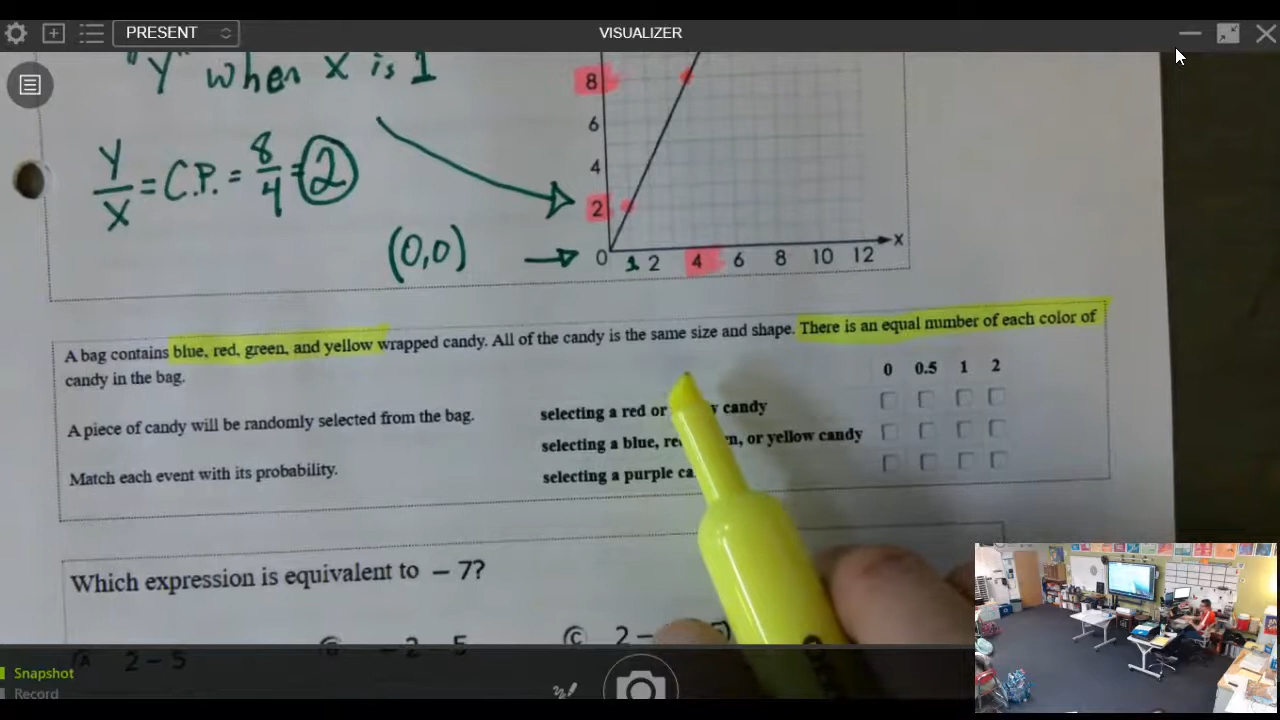 PRESENT
VISUALIZER
"Y" when X is 1
Y/X = C.P. = 8/4 = 2
(0,0)
8
6
4
2
0 1 2 4 6 8 10 12 x
A bag contains blue, red, green, and yellow wrapped candy. All of the candy is the same size and shape. There is an equal number of each color of
candy in the bag.
0 0.5 1 2
A piece of candy will be randomly selected from the bag.
selecting a red or candy
selecting a blue, or yellow candy
Match each event with its probability.
selecting a purple
Which expression is equivalent to – 7?
A 2 – 5
– 2 – 5
C 2 –
Snapshot
Record